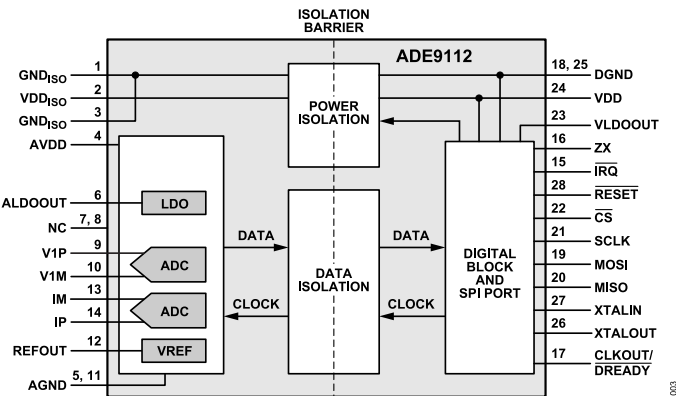 ISOLATION
BARRIER
ADE9112
1
GNDISO
2
VDDISO
3
GNDISO
4
AVDD
6
ALDOOUT
7, 8
NC
9
V1P
10
V1M
13
IM
14
IP
12
REFOUT
5, 11
AGND
LDO
ADC
ADC
VREF
POWER
ISOLATION
DATA
CLOCK
DATA
ISOLATION
DATA
CLOCK
DIGITAL
BLOCK
AND
SPI PORT
18, 25
DGND
24
VDD
23
VLDOOUT
16
ZX
15
IRQ
28
RESET
22
CS
21
SCLK
19
MOSI
20
MISO
27
XTALIN
26
XTALOUT
17
CLKOUT/
DREADY
003